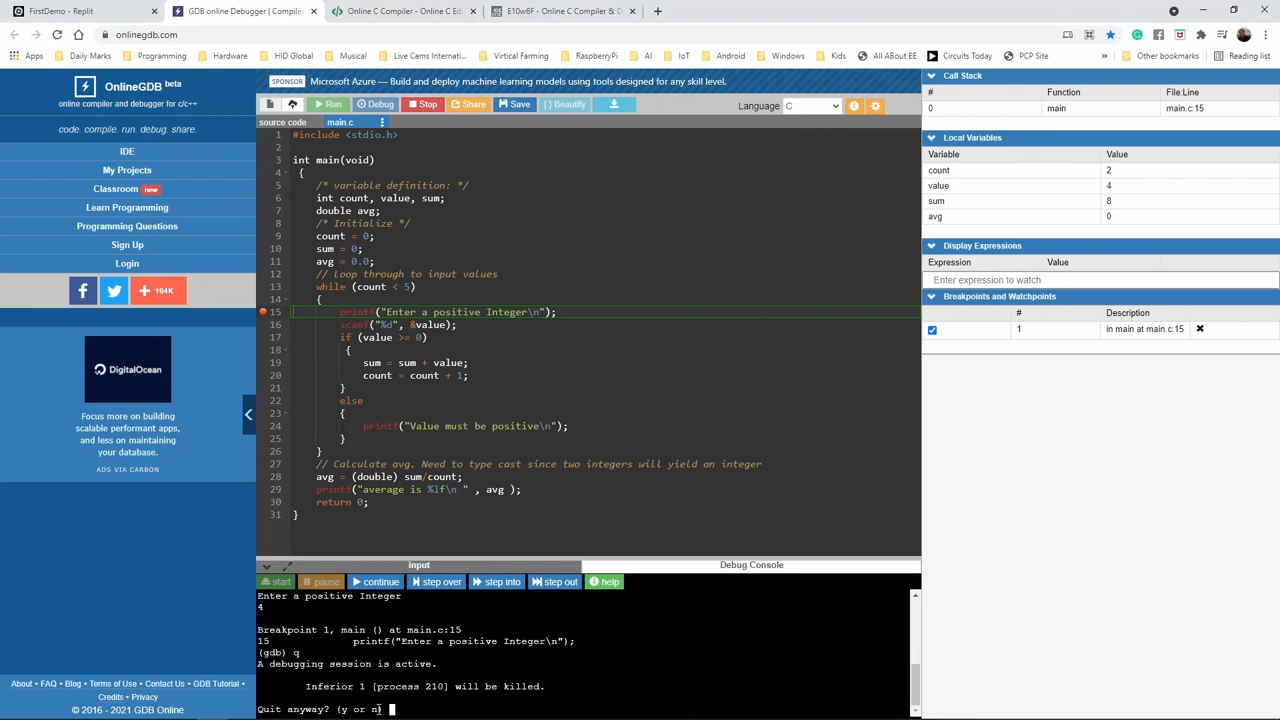 FirstDemo - Replit
GDB online Debugger | Compiler
Online C Compiler - Online C Edi
E10w6F - Online C Compiler & D
onlinegdb.com
Apps Daily Marks Programming Hardware HID Global Musical Live Cams Internati... Virtual Farming RaspberryPi AI IoT Android Windows Kids All ABout EE Circuits Today PCP Site Other bookmarks Reading list
OnlineGDB beta
online compiler and debugger for c/c++
code. compile. run. debug. share.
IDE
My Projects
Classroom new
Learn Programming
Programming Questions
Sign Up
Login
f + 104K
DigitalOcean
Focus more on building
scalable performant apps,
and less on maintaining
your database.
ADS VIA CARBON
About • FAQ • Blog • Terms of Use • Contact Us • GDB Tutorial •
Credits • Privacy
© 2016 - 2021 GDB Online
SPONSOR Microsoft Azure — Build and deploy machine learning models using tools designed for any skill level.
Run Debug Stop Share Save { } Beautify Language C
source code main.c
1 #include <stdio.h>
2
3 int main(void)
4 {
5 /* variable definition: */
6 int count, value, sum;
7 double avg;
8 /* Initialize */
9 count = 0;
10 sum = 0;
11 avg = 0.0;
12 // Loop through to input values
13 while (count < 5)
14 {
15 printf("Enter a positive Integer\n");
16 scanf("%d", &value);
17 if (value >= 0)
18 {
19 sum = sum + value;
20 count = count + 1;
21 }
22 else
23 {
24 printf("Value must be positive\n");
25 }
26 }
27 // Calculate avg. Need to type cast since two integers will yield an integer
28 avg = (double) sum/count;
29 printf("average is %lf\n " , avg );
30 return 0;
31 }
input Debug Console
start pause continue step over step into step out help
Enter a positive Integer
4
Breakpoint 1, main () at main.c:15
15 printf("Enter a positive Integer\n");
(gdb) q
A debugging session is active.
Inferior 1 [process 210] will be killed.
Quit anyway? (y or n)
Call Stack
# Function File:Line
0 main main.c:15
Local Variables
Variable Value
count 2
value 4
sum 8
avg 0
Display Expressions
Expression Value
Enter expression to watch
Breakpoints and Watchpoints
# Description
1 in main at main.c:15